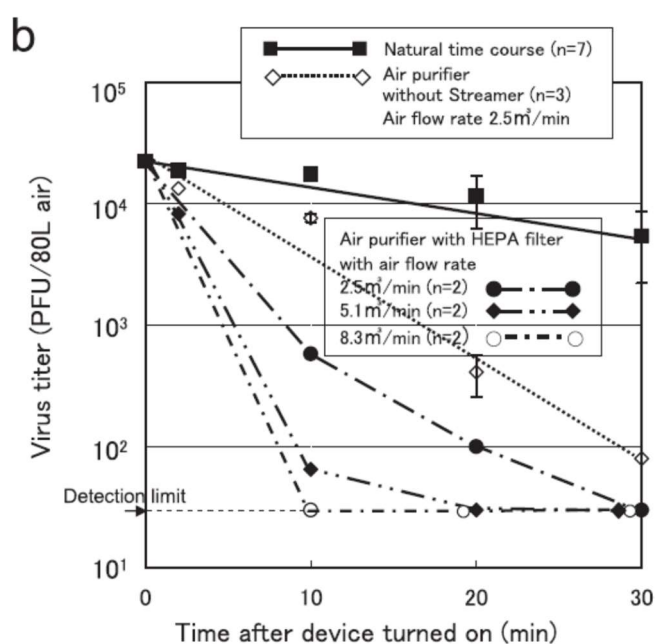 b
Natural time course (n=7)
Air purifier
without Streamer (n=3)
Air flow rate 2.5㎥/min
10⁵
10⁴
10³
10²
10¹
Virus titer (PFU/80L air)
Air purifier with HEPA filter
with air flow rate
2.5㎥/min (n=2)
5.1㎥/min (n=2)
8.3㎥/min (n=2)
Detection limit
0
10
20
30
Time after device turned on (min)